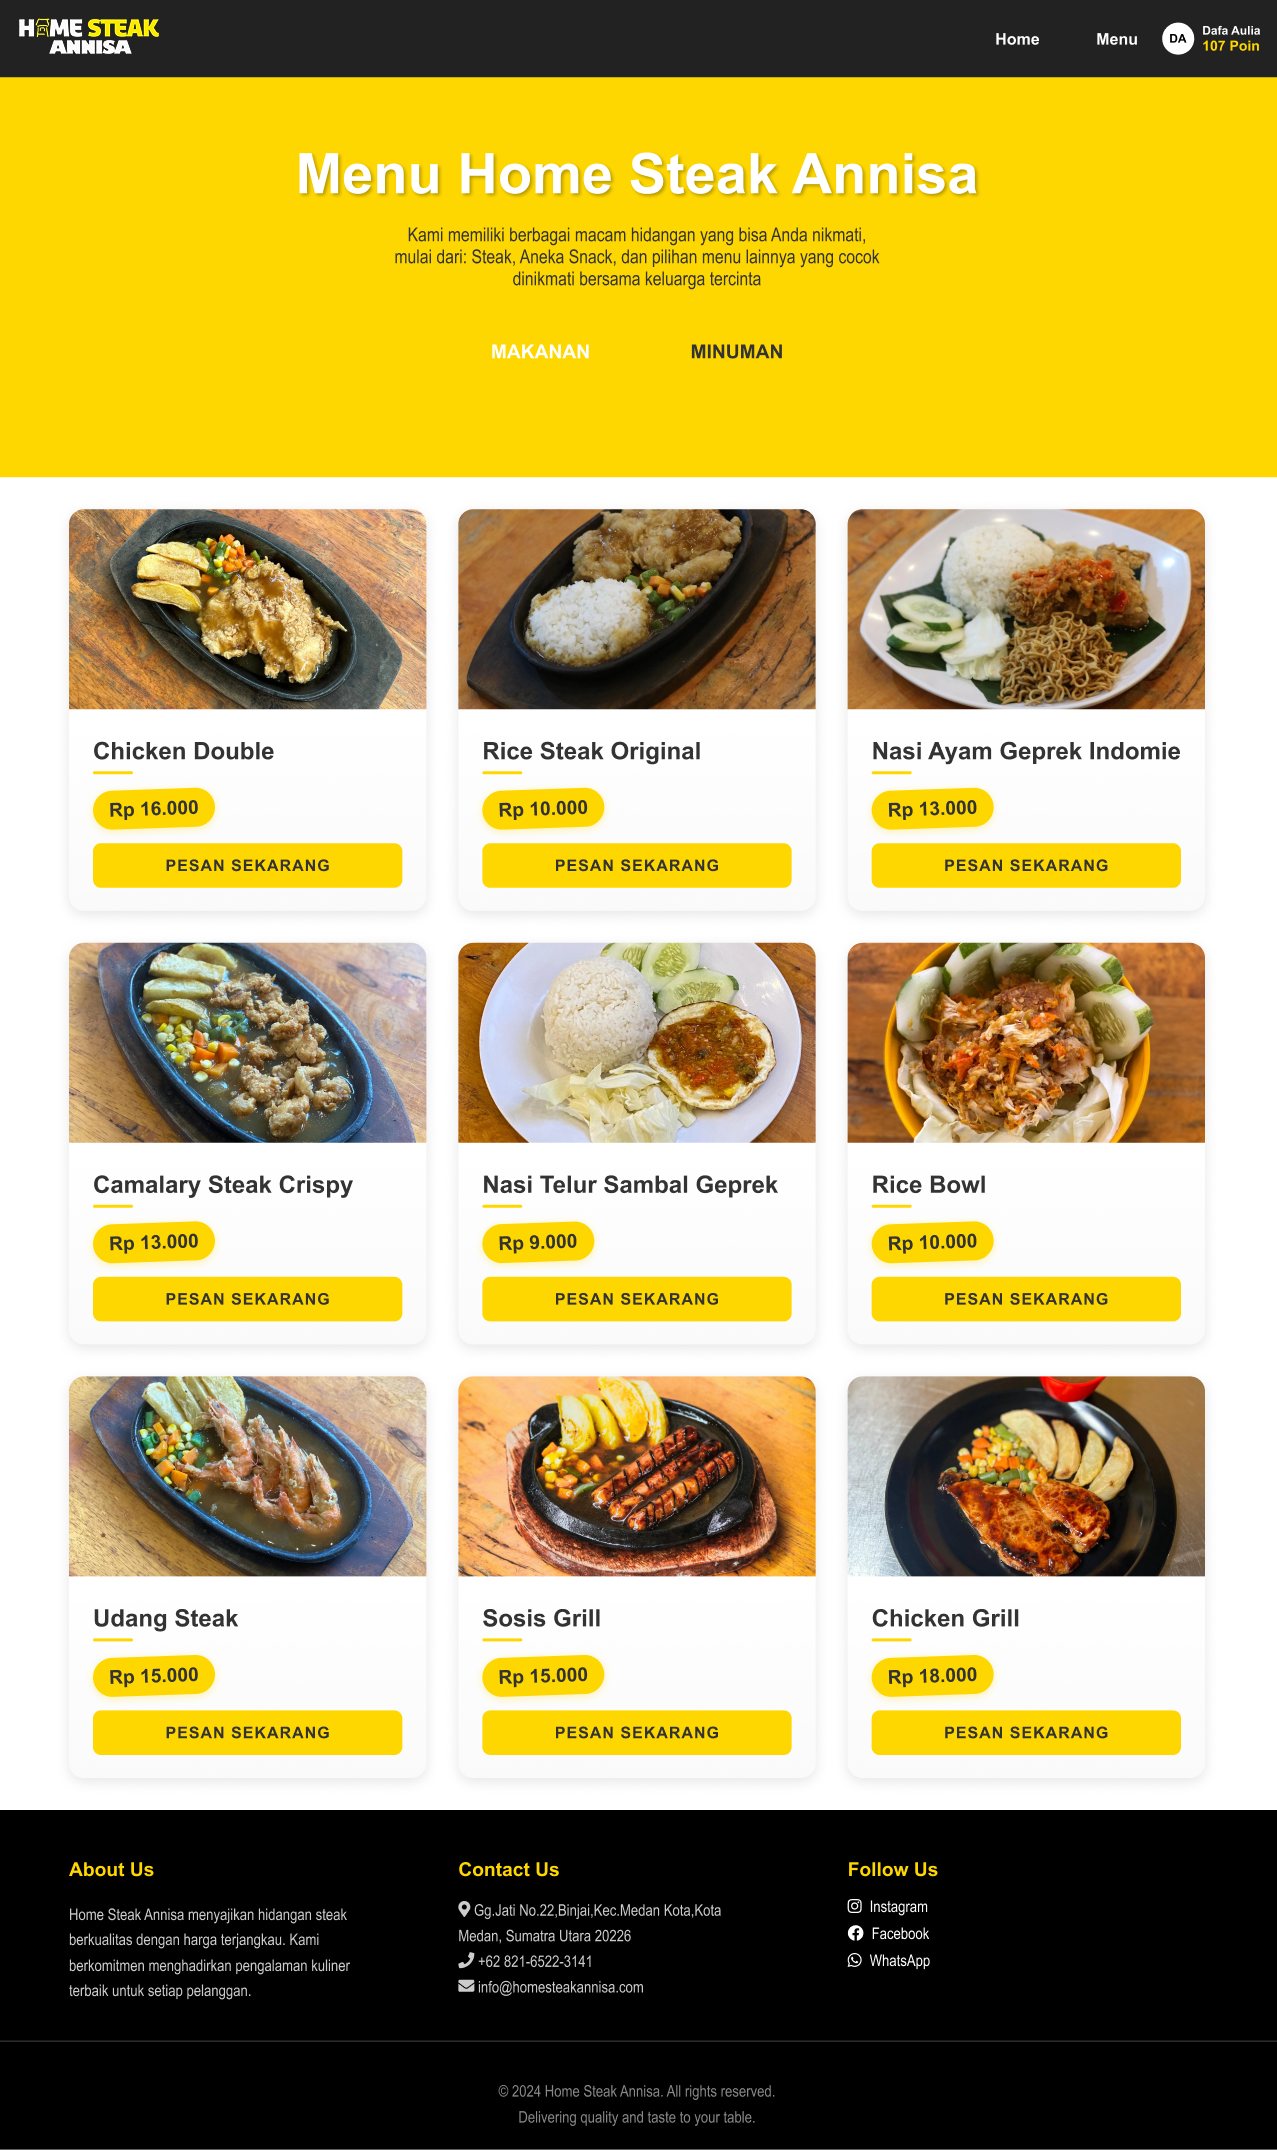 HOME STEAK
ANNISA
Home
Menu
DA
Dafa Aulia
107 Poin
Menu Home Steak Annisa
Kami memiliki berbagai macam hidangan yang bisa Anda nikmati,
mulai dari: Steak, Aneka Snack, dan pilihan menu lainnya yang cocok
dinikmati bersama keluarga tercinta
MAKANAN
MINUMAN
Chicken Double
Rp 16.000
PESAN SEKARANG
Rice Steak Original
Rp 10.000
PESAN SEKARANG
Nasi Ayam Geprek Indomie
Rp 13.000
PESAN SEKARANG
Camalary Steak Crispy
Rp 13.000
PESAN SEKARANG
Nasi Telur Sambal Geprek
Rp 9.000
PESAN SEKARANG
Rice Bowl
Rp 10.000
PESAN SEKARANG
Udang Steak
Rp 15.000
PESAN SEKARANG
Sosis Grill
Rp 15.000
PESAN SEKARANG
Chicken Grill
Rp 18.000
PESAN SEKARANG
About Us
Home Steak Annisa menyajikan hidangan steak
berkualitas dengan harga terjangkau. Kami
berkomitmen menghadirkan pengalaman kuliner
terbaik untuk setiap pelanggan.
Contact Us
Gg.Jati No.22,Binjai,Kec.Medan Kota,Kota
Medan, Sumatra Utara 20226
+62 821-6522-3141
info@homesteakannisa.com
Follow Us
Instagram
Facebook
WhatsApp
© 2024 Home Steak Annisa. All rights reserved.
Delivering quality and taste to your table.